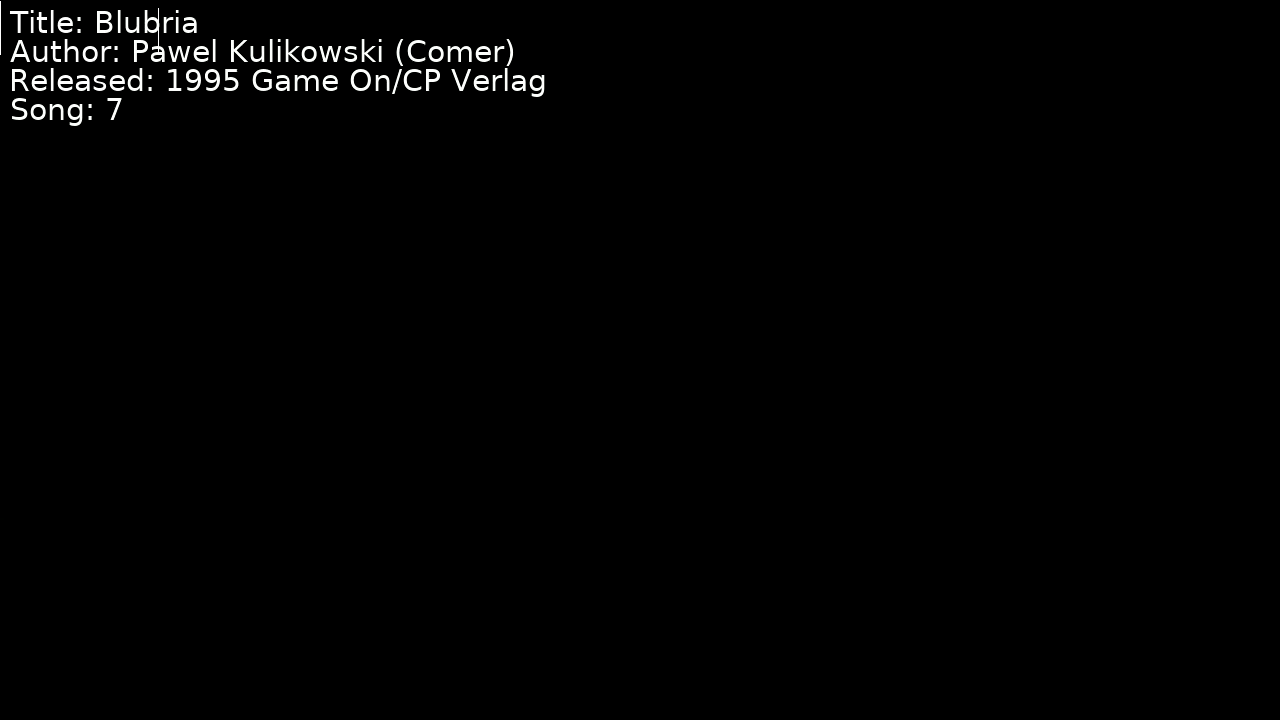 Title: Blubria
Author: Pawel Kulikowski (Comer)
Released: 1995 Game On/CP Verlag
Song: 7